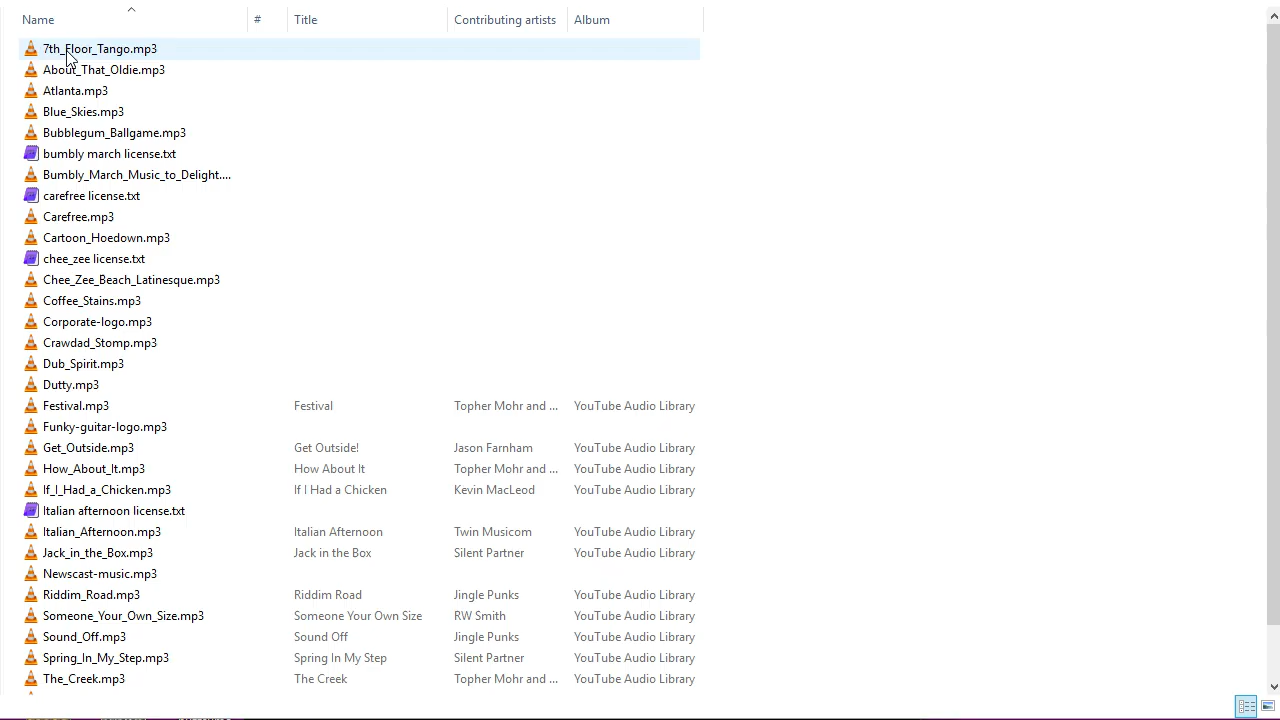 Name # Title Contributing artists Album
7th_Floor_Tango.mp3
About_That_Oldie.mp3
Atlanta.mp3
Blue_Skies.mp3
Bubblegum_Ballgame.mp3
bumbly march license.txt
Bumbly_March_Music_to_Delight....
carefree license.txt
Carefree.mp3
Cartoon_Hoedown.mp3
chee_zee license.txt
Chee_Zee_Beach_Latinesque.mp3
Coffee_Stains.mp3
Corporate-logo.mp3
Crawdad_Stomp.mp3
Dub_Spirit.mp3
Dutty.mp3
Festival.mp3 Festival Topher Mohr and ... YouTube Audio Library
Funky-guitar-logo.mp3
Get_Outside.mp3 Get Outside! Jason Farnham YouTube Audio Library
How_About_It.mp3 How About It Topher Mohr and ... YouTube Audio Library
If_I_Had_a_Chicken.mp3 If I Had a Chicken Kevin MacLeod YouTube Audio Library
Italian afternoon license.txt
Italian_Afternoon.mp3 Italian Afternoon Twin Musicom YouTube Audio Library
Jack_in_the_Box.mp3 Jack in the Box Silent Partner YouTube Audio Library
Newscast-music.mp3
Riddim_Road.mp3 Riddim Road Jingle Punks YouTube Audio Library
Someone_Your_Own_Size.mp3 Someone Your Own Size RW Smith YouTube Audio Library
Sound_Off.mp3 Sound Off Jingle Punks YouTube Audio Library
Spring_In_My_Step.mp3 Spring In My Step Silent Partner YouTube Audio Library
The_Creek.mp3 The Creek Topher Mohr and ... YouTube Audio Library